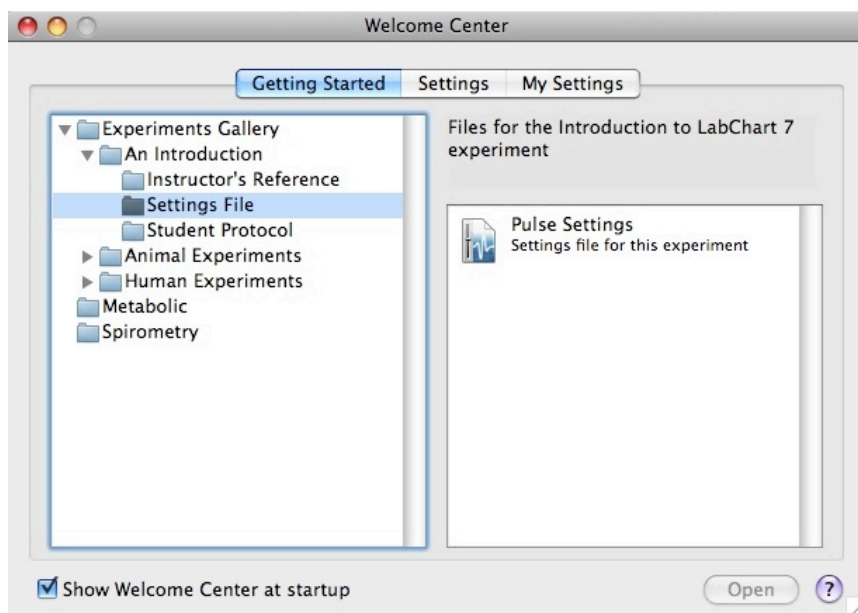 Welcome Center
Getting Started Settings My Settings
Experiments Gallery
An Introduction
Instructor's Reference
Settings File
Student Protocol
Animal Experiments
Human Experiments
Metabolic
Spirometry
Files for the Introduction to LabChart 7
experiment
Pulse Settings
Settings file for this experiment
Show Welcome Center at startup
Open ?